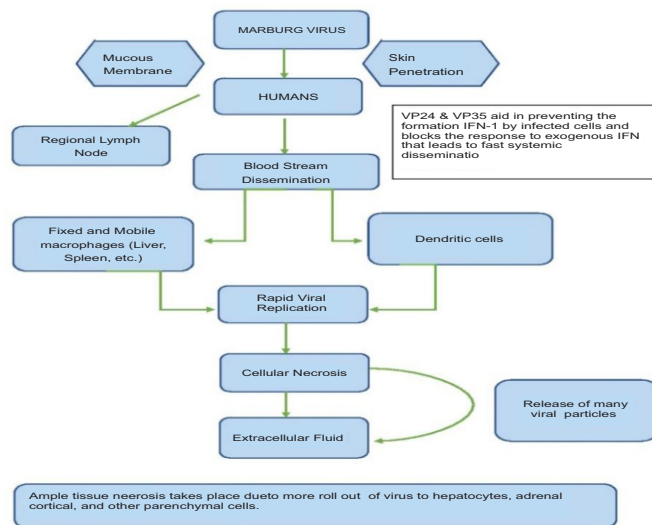 MARBURG VIRUS
Mucous
Membrane
Skin
Penetration
HUMANS
VP24 & VP35 aid in preventing the
formation IFN-1 by infected cells and
blocks the response to exogenous IFN
that leads to fast systemic
disseminatio
Regional Lymph
Node
Blood Stream
Dissemination
Fixed and Mobile
macrophages (Liver,
Spleen, etc.)
Dendritic cells
Rapid Viral
Replication
Cellular Necrosis
Release of many
viral particles
Extracellular Fluid
Ample tissue neerosis takes place dueto more roll out of virus to hepatocytes, adrenal
cortical, and other parenchymal cells.